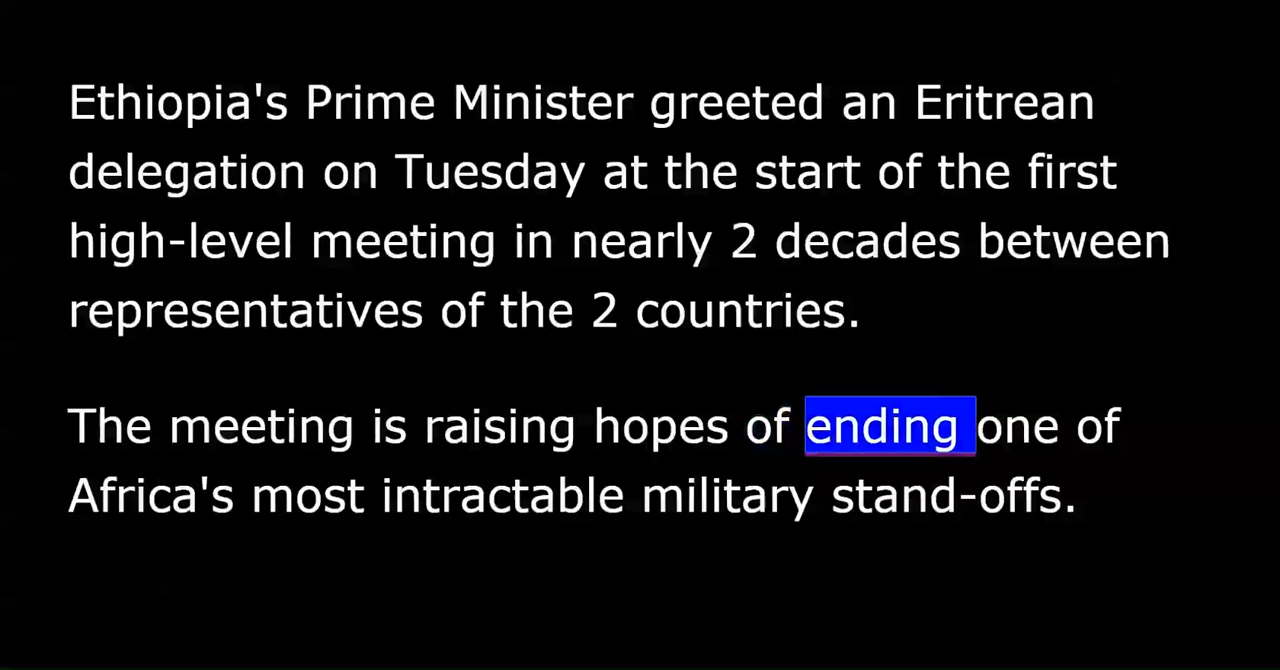 Ethiopia's Prime Minister greeted an Eritrean
delegation on Tuesday at the start of the first
high-level meeting in nearly 2 decades between
representatives of the 2 countries.
The meeting is raising hopes of ending one of
Africa's most intractable military stand-offs.